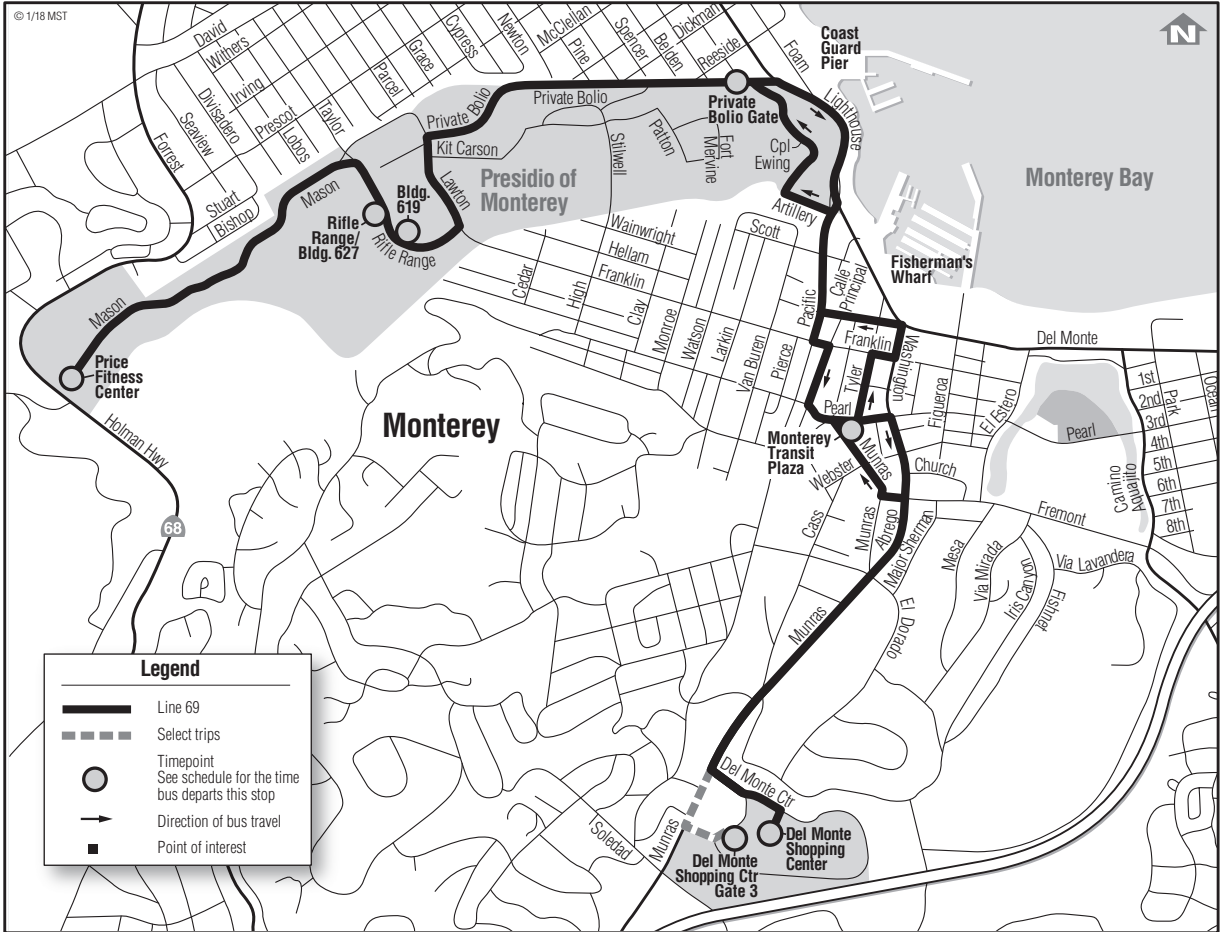 © 1/18 MST
N
David
Withers
Irving
Prescot
Lobos
Taylor
Divisadero
Seaview
Forrest
Stuart
Bishop
Parcel
Grace
Cypress
Newton
McClellan
Pine
Spencer
Belden
Dickman
Reeside
Foam
Coast
Guard
Pier
Lighthouse
Private Bolio
Private Bolio
Private
Bolio Gate
Kit Carson
Lawton
Stilwell
Patton
Fort
Mervine
Cpl
Ewing
Artillery
Presidio of
Monterey
Monterey Bay
Fisherman's
Wharf
Mason
Mason
Rifle
Range/
Bldg. 627
Bldg.
619
Rifle Range
Price
Fitness
Center
Holman Hwy
68
Wainwright
Hellam
Franklin
Scott
Cedar
High
Clay
Monroe
Watson
Larkin
Van Buren
Pierce
Pacific
Calle
Principal
Franklin
Washington
Tyler
Pearl
Figueroa
El Estero
Del Monte
Pearl
1st
2nd
3rd
4th
5th
6th
7th
8th
Park
Ocean
Camino
Aguajito
Monterey
Monterey
Transit
Plaza
Munras
Webster
Church
Cass
Munras
Abrego
Major Sherman
Fremont
Mesa
Via Mirada
Iris Canyon
Fishnet
Via Lavandera
El Dorado
Munras
Del Monte Ctr
Soledad
Munras
Del Monte
Shopping
Center
Del Monte
Shopping Ctr
Gate 3
Legend
Line 69
Select trips
Timepoint
See schedule for the time
bus departs this stop
Direction of bus travel
Point of interest